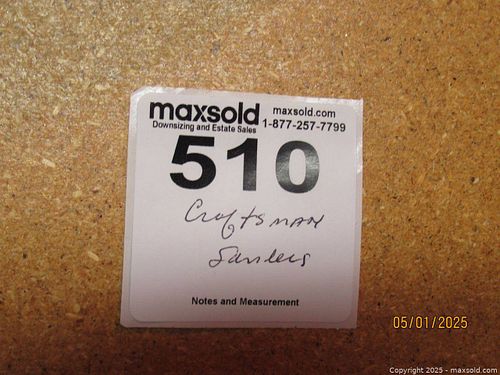 maxsold maxsold.com
Downsizing and Estate Sales 1-877-257-7799
510
Craftsman
Sanders
Notes and Measurement
05/01/2025
Copyright 2025 - maxsold.com